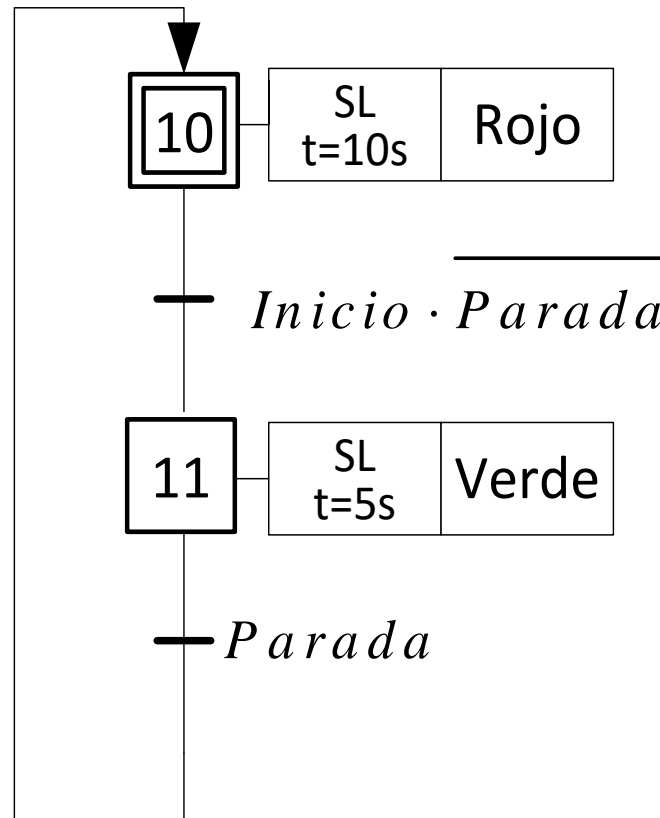 10
SL
t=10s
Rojo
Inicio · Parada
11
SL
t=5s
Verde
Parada